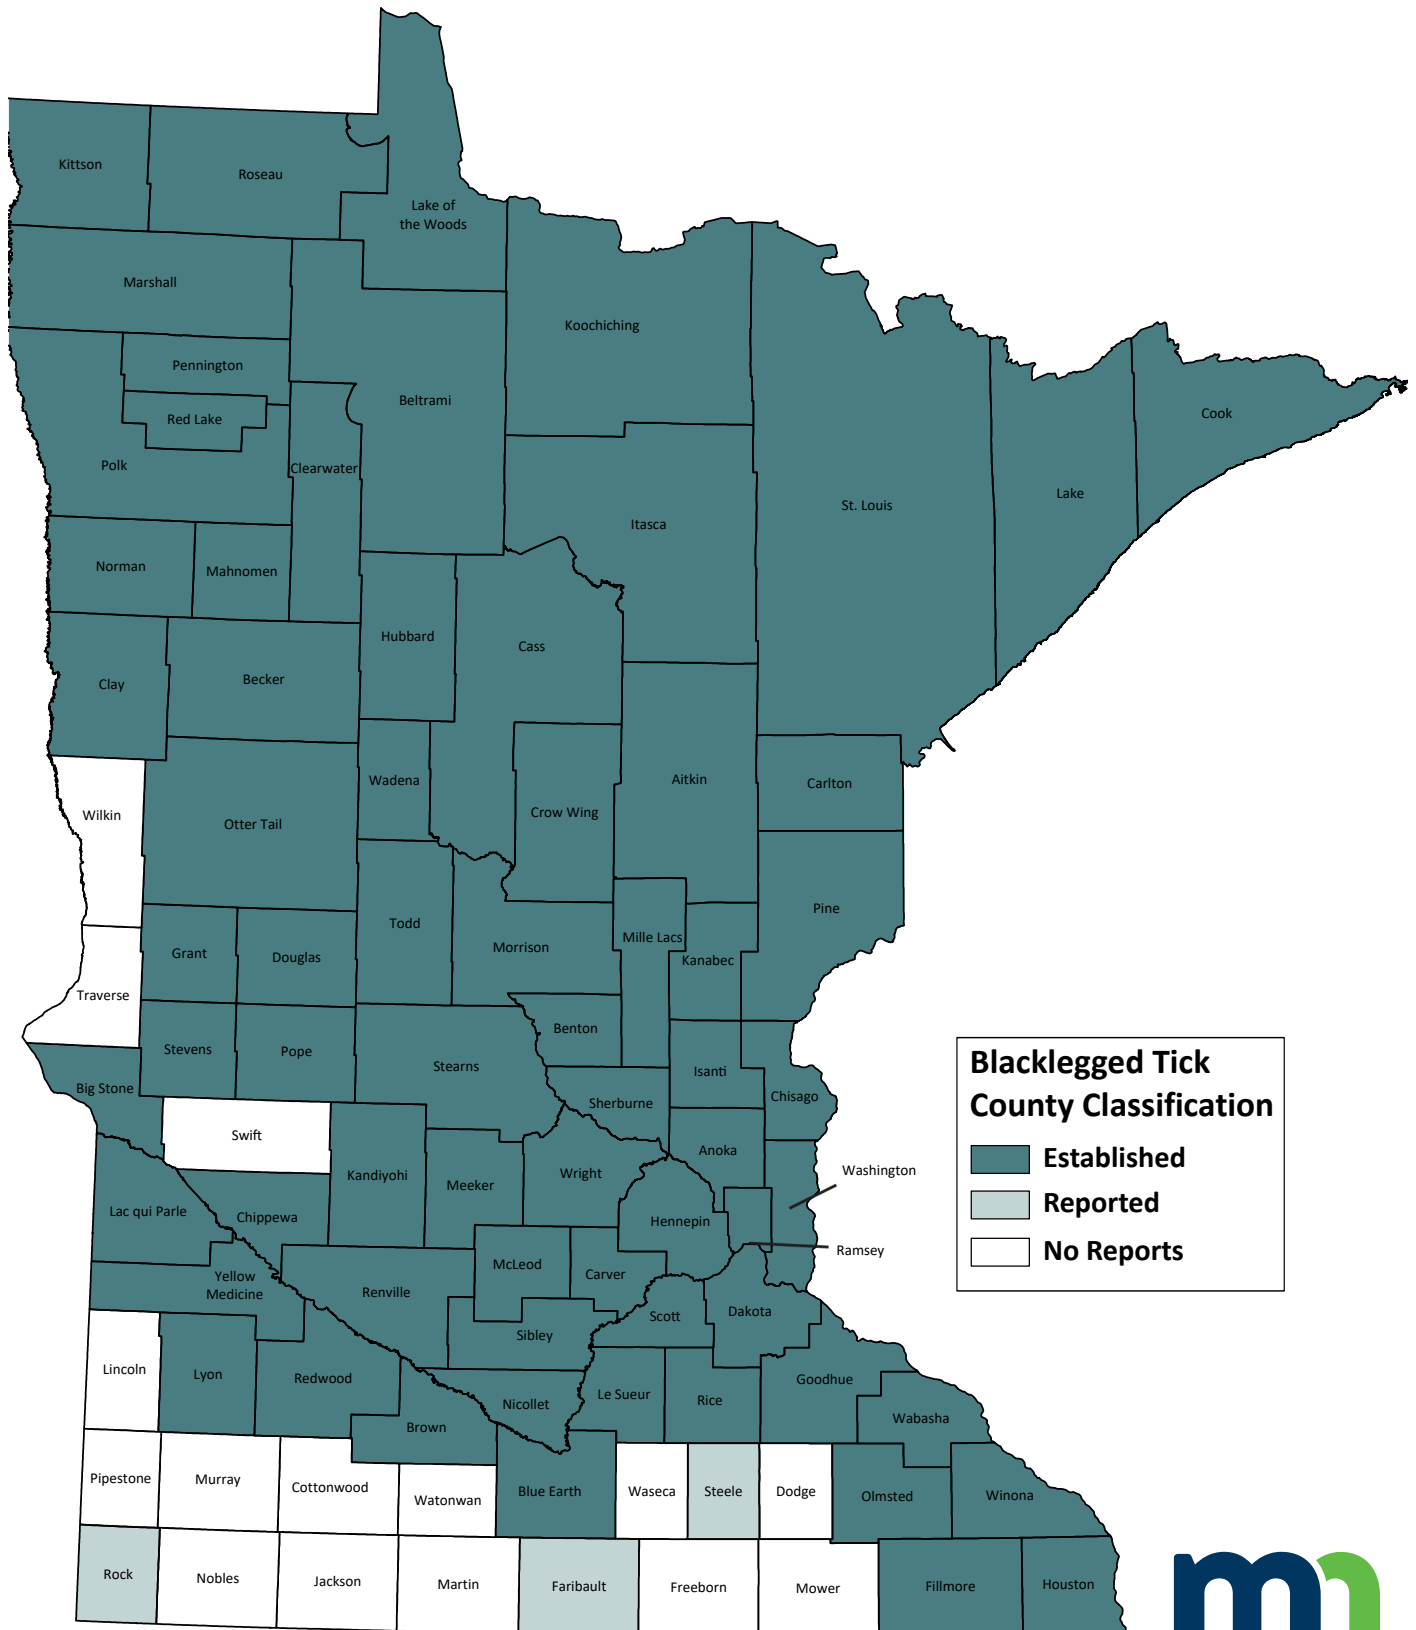 Kittson
Roseau
Lake of
the Woods
Marshall
Koochiching
Pennington
Beltrami
Red Lake
Cook
Polk
Clearwater
Lake
St. Louis
Itasca
Norman
Mahnomen
Hubbard
Cass
Clay
Becker
Wadena
Aitkin
Carlton
Wilkin
Otter Tail
Crow Wing
Pine
Todd
Mille Lacs
Morrison
Grant
Douglas
Kanabec
Traverse
Benton
Stevens
Pope
Stearns
Isanti
Big Stone
Sherburne
Chisago
Swift
Anoka
Kandiyohi
Wright
Washington
Meeker
Lac qui Parle
Chippewa
Hennepin
Ramsey
McLeod
Carver
Yellow
Medicine
Renville
Dakota
Scott
Sibley
Lincoln
Lyon
Redwood
Goodhue
Le Sueur
Rice
Nicollet
Wabasha
Brown
Pipestone
Murray
Cottonwood
Watonwan
Blue Earth
Waseca
Steele
Dodge
Olmsted
Winona
Rock
Nobles
Jackson
Martin
Faribault
Freeborn
Mower
Fillmore
Houston
Blacklegged Tick
County Classification
Established
Reported
No Reports
mn